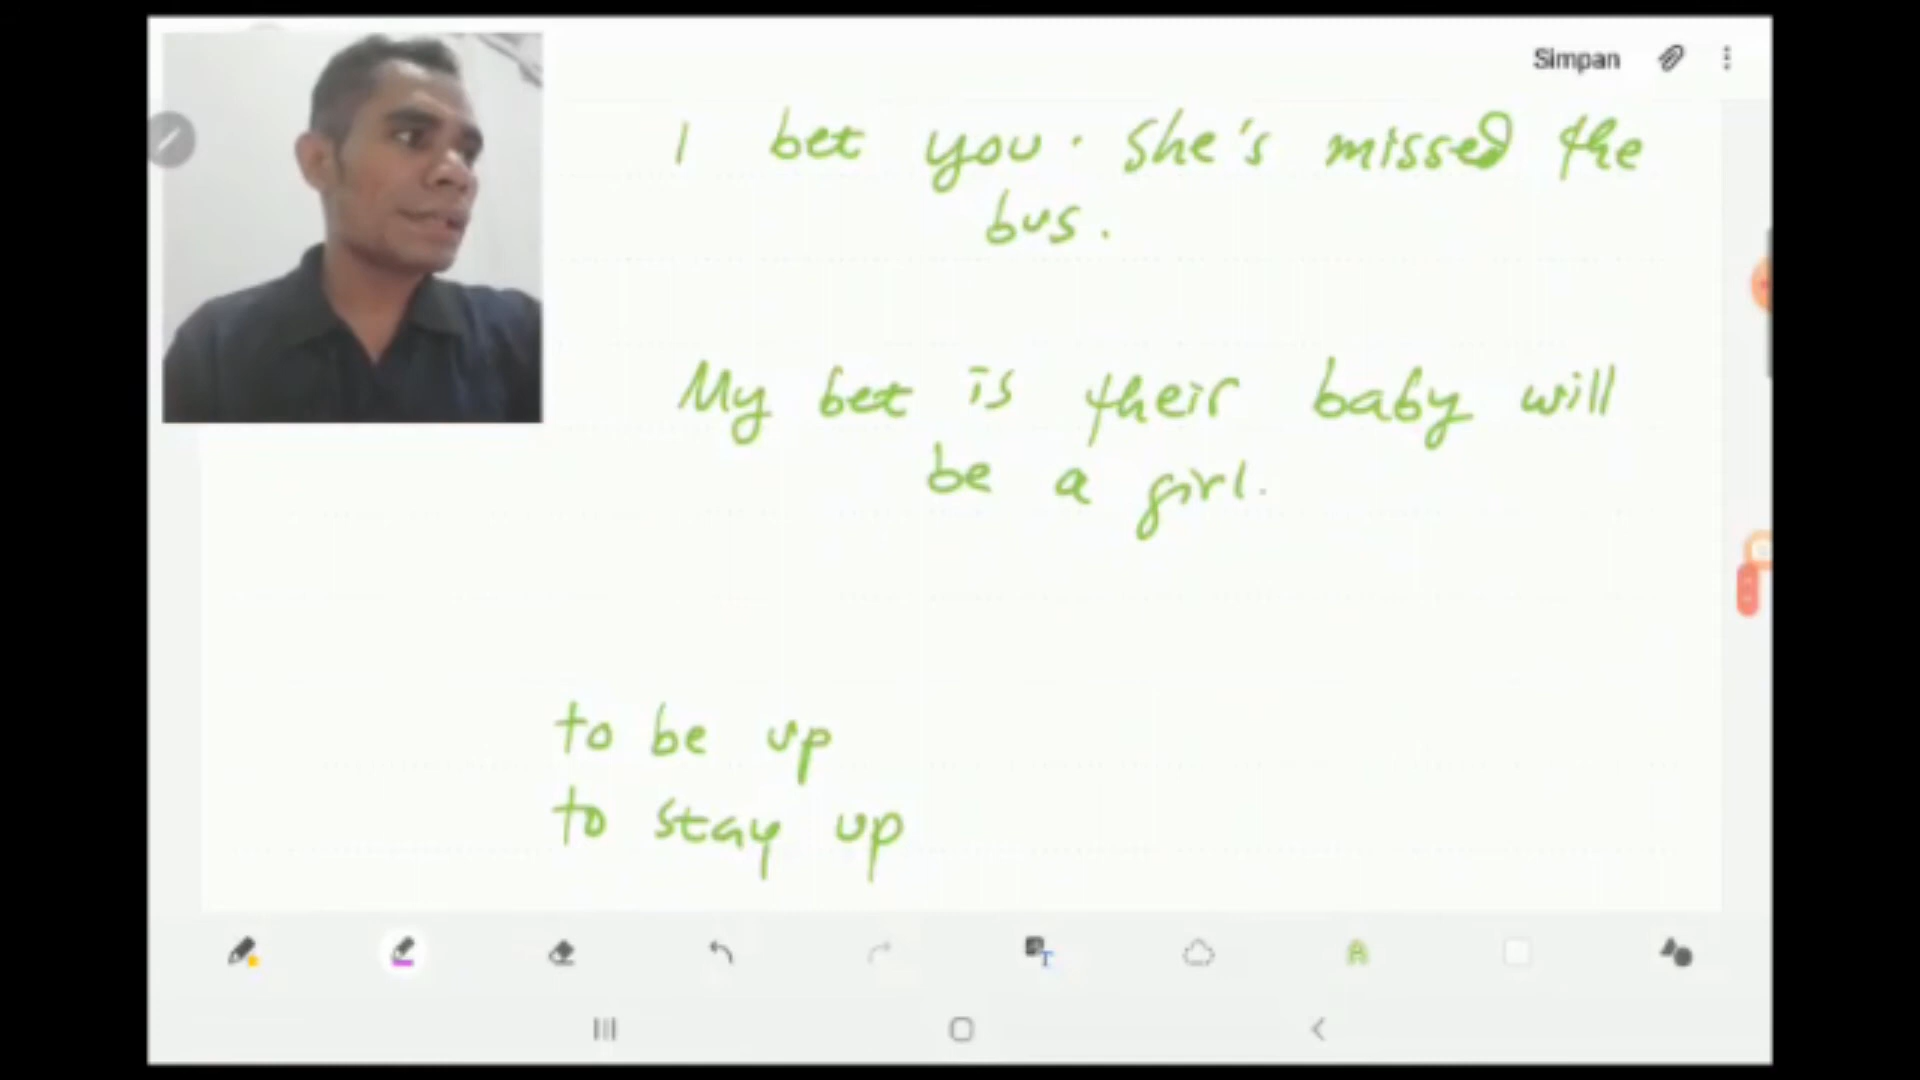 Simpan
I bet you. She's missed the
bus.
My bet is their baby will
be a girl.
to be up
to stay up